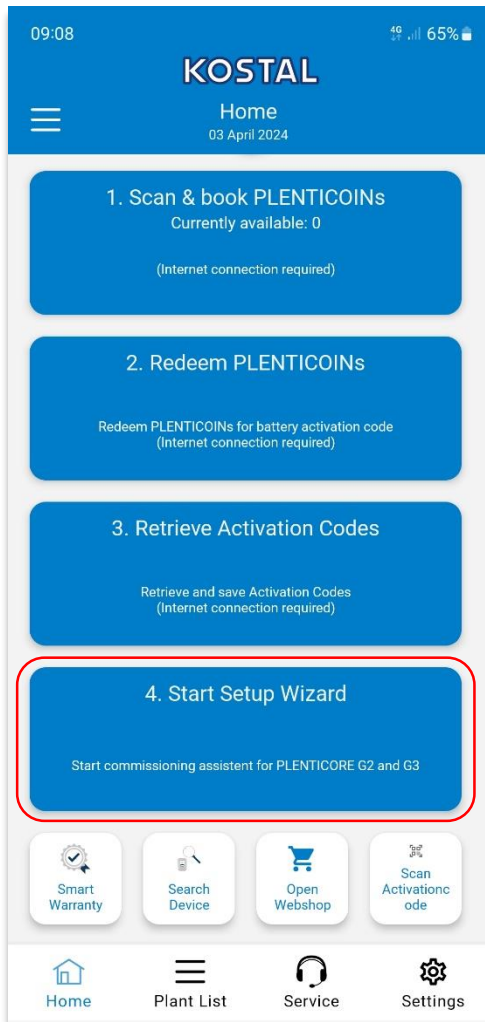 09:08
4G 65%
KOSTAL
Home
03 April 2024
1. Scan & book PLENTICOINs
Currently available: 0
(Internet connection required)
2. Redeem PLENTICOINs
Redeem PLENTICOINs for battery activation code
(Internet connection required)
3. Retrieve Activation Codes
Retrieve and save Activation Codes
(Internet connection required)
4. Start Setup Wizard
Start commissioning assistent for PLENTICORE G2 and G3
Smart
Warranty
Search
Device
Open
Webshop
Scan
Activationc
ode
Home
Plant List
Service
Settings